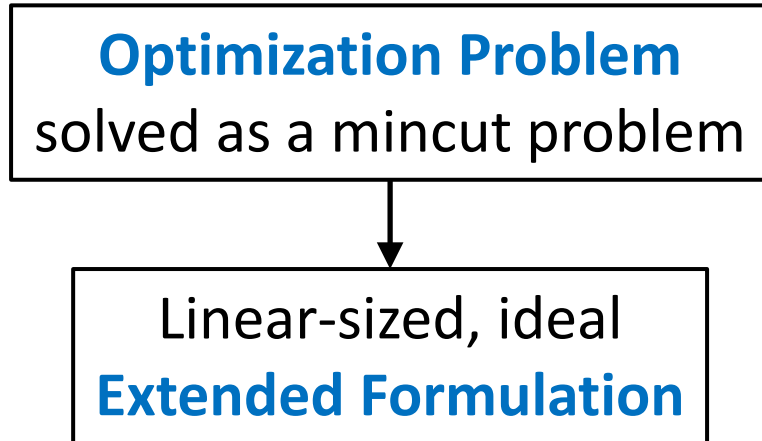 Optimization Problem
solved as a mincut problem
Linear-sized, ideal
Extended Formulation